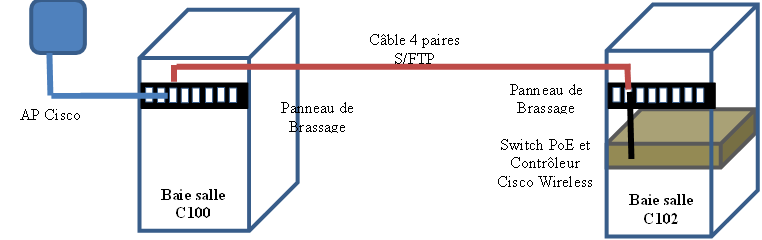 Câble 4 paires
S/FTP
AP Cisco
Panneau de
Brassage
Panneau de
Brassage
Switch PoE et
Contrôleur
Cisco Wireless
Baie salle
C100
Baie salle
C102